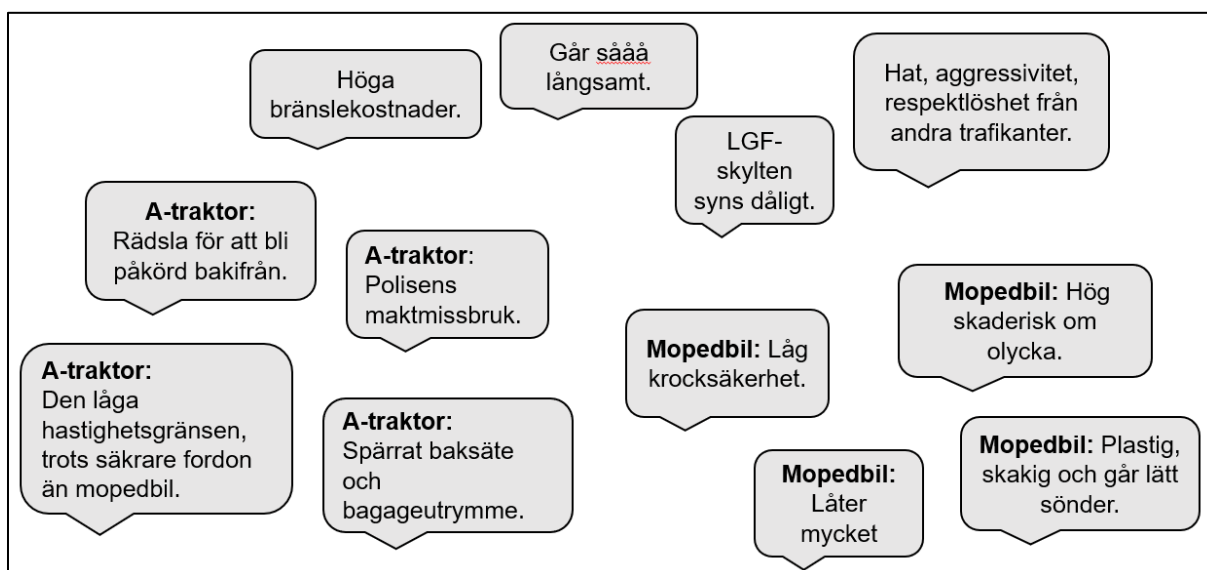 Höga
bränslekostnader.
Går sååå
långsamt.
Hat, aggressivitet,
respektlöshet från
andra trafikanter.
LGF-
skylten
syns dåligt.
A-traktor:
Rädsla för att bli
påkörd bakifrån.
A-traktor:
Polisens
maktmissbruk.
Mopedbil: Hög
skaderisk om
olycka.
Mopedbil: Låg
krocksäkerhet.
A-traktor:
Den låga
hastighetsgränsen,
trots säkrare fordon
än mopedbil.
A-traktor:
Spärrat baksäte
och
bagageutrymme.
Mopedbil:
Låter
mycket
Mopedbil: Plastig,
skakig och går lätt
sönder.